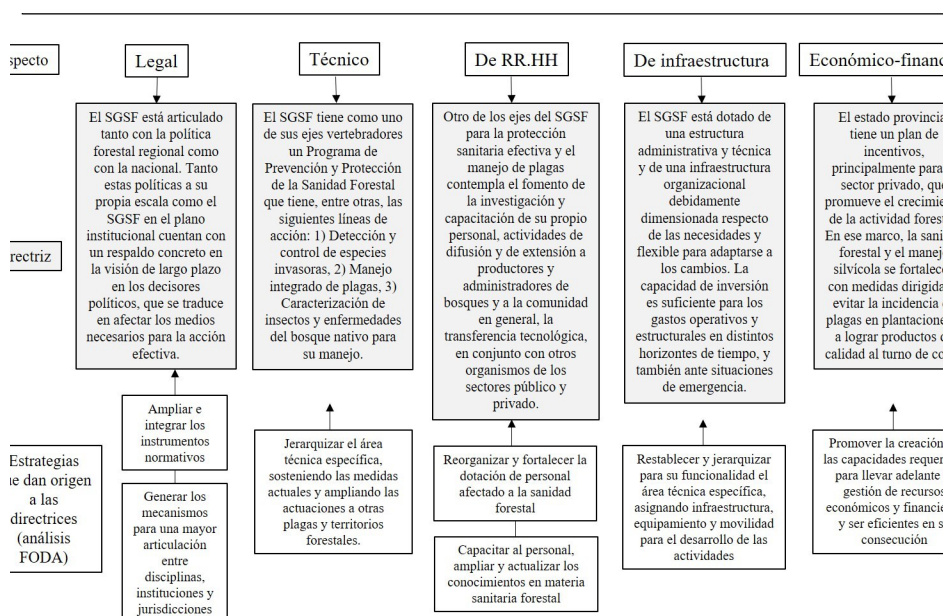 specto
Legal
Técnico
De RR.HH
De infraestructura
Económico-financ
rectriz
El SGSF está articulado
tanto con la política
forestal regional como
con la nacional. Tanto
estas políticas a su
propia escala como el
SGSF en el plano
institucional cuentan con
un respaldo concreto en
la visión de largo plazo
en los decisores
políticos, que se traduce
en afectar los medios
necesarios para la acción
efectiva.
El SGSF tiene como uno
de sus ejes vertebradores
un Programa de
Prevención y Protección
de la Sanidad Forestal
que tiene, entre otras, las
siguientes líneas de
acción: 1) Detección y
control de especies
invasoras, 2) Manejo
integrado de plagas, 3)
Caracterización de
insectos y enfermedades
del bosque nativo para
su manejo.
Otro de los ejes del SGSF
para la protección
sanitaria efectiva y el
manejo de plagas
contempla el fomento de
la investigación y
capacitación de su propio
personal, actividades de
difusión y de extensión a
productores y
administradores de
bosques y a la comunidad
en general, la
transferencia tecnológica,
en conjunto con otros
organismos de los
sectores público y
privado.
El SGSF está dotado de
una estructura
administrativa y técnica
y de una infraestructura
organizacional
debidamente
dimensionada respecto
de las necesidades y
flexible para adaptarse a
los cambios. La
capacidad de inversión
es suficiente para los
gastos operativos y
estructurales en distintos
horizontes de tiempo, y
también ante situaciones
de emergencia.
El estado provincia
tiene un plan de
incentivos,
principalmente para
sector privado, qu
promueve el crecimie
de la actividad forest
En ese marco, la sani
forestal y el manej
silvícola se fortalec
con medidas dirigida
evitar la incidencia
plagas en plantacione
a lograr productos d
calidad al turno de co
Estrategias
ue dan origen
a las
directrices
(análisis
FODA)
Ampliar e
integrar los
instrumentos
normativos
Generar los
mecanismos
para una mayor
articulación
entre
disciplinas,
instituciones y
jurisdicciones
Jerarquizar el área
técnica específica,
sosteniendo las medidas
actuales y ampliando las
actuaciones a otras
plagas y territorios
forestales.
Reorganizar y fortalecer la
dotación de personal
afectado a la sanidad
forestal
Capacitar al personal,
ampliar y actualizar los
conocimientos en materia
sanitaria forestal
Restablecer y jerarquizar
para su funcionalidad el
área técnica específica,
asignando infraestructura,
equipamiento y movilidad
para el desarrollo de las
actividades
Promover la creación
las capacidades requeri
para llevar adelante
gestión de recursos
económicos y financie
y ser eficientes en s
consecución